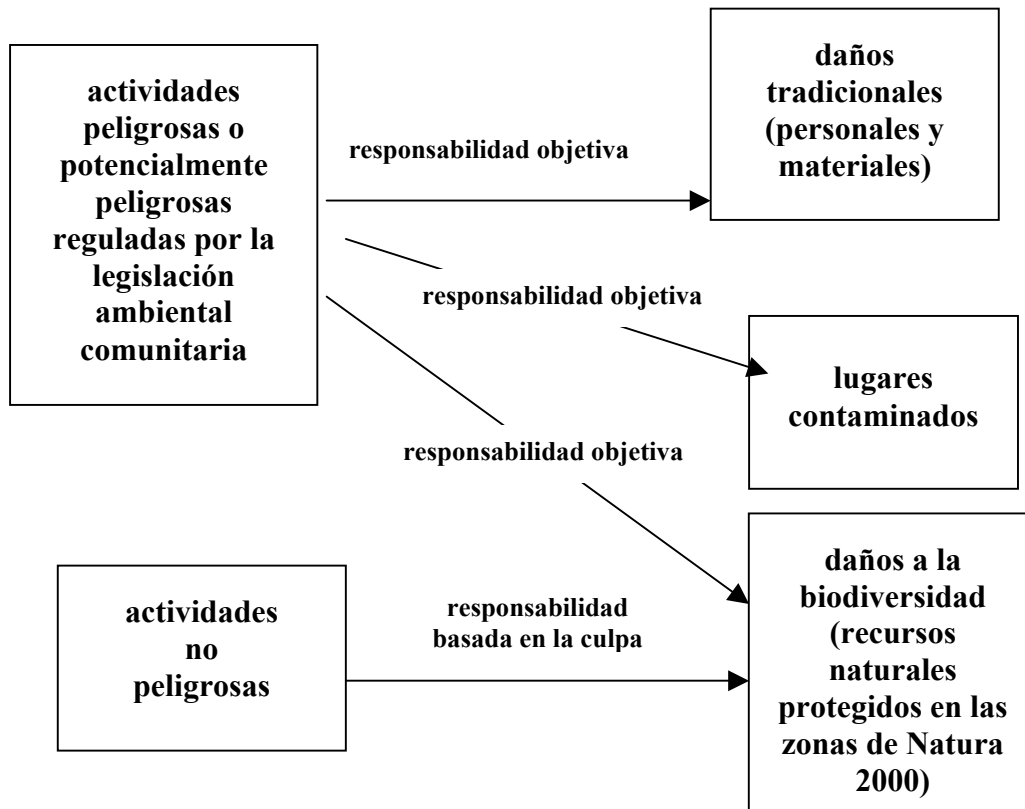 actividades
peligrosas o
potencialmente
peligrosas
reguladas por la
legislación
ambiental
comunitaria
responsabilidad objetiva
daños
tradicionales
(personales y
materiales)
responsabilidad objetiva
lugares
contaminados
responsabilidad objetiva
actividades
no
peligrosas
responsabilidad
basada en la culpa
daños a la
biodiversidad
(recursos
naturales
protegidos en las
zonas de Natura
2000)